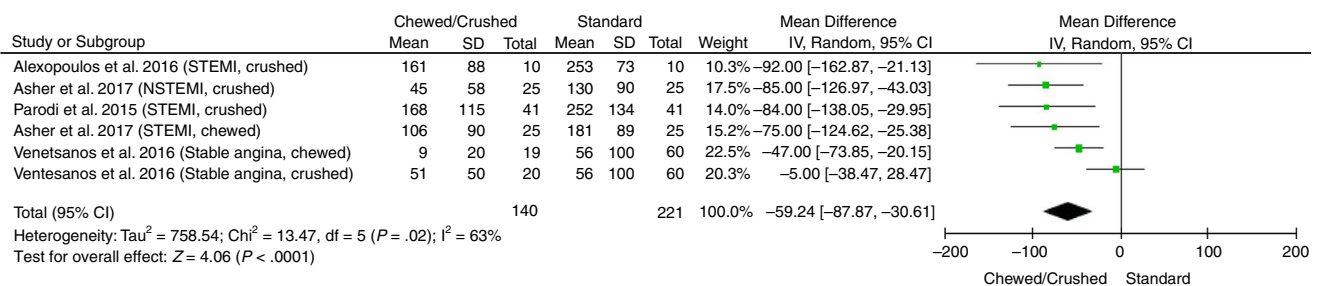 Chewed/Crushed Standard Mean Difference Mean Difference
Study or Subgroup Mean SD Total Mean SD Total Weight IV, Random, 95% CI IV, Random, 95% CI
Alexopoulos et al. 2016 (STEMI, crushed) 161 88 10 253 73 10 10.3% −92.00 [−162.87, −21.13]
Asher et al. 2017 (NSTEMI, crushed) 45 58 25 130 90 25 17.5% −85.00 [−126.97, −43.03]
Parodi et al. 2015 (STEMI, crushed) 168 115 41 252 134 41 14.0% −84.00 [−138.05, −29.95]
Asher et al. 2017 (STEMI, chewed) 106 90 25 181 89 25 15.2% −75.00 [−124.62, −25.38]
Venetsanos et al. 2016 (Stable angina, chewed) 9 20 19 56 100 60 22.5% −47.00 [−73.85, −20.15]
Ventesanos et al. 2016 (Stable angina, crushed) 51 50 20 56 100 60 20.3% −5.00 [−38.47, 28.47]
Total (95% CI) 140 221 100.0% −59.24 [−87.87, −30.61]
Heterogeneity: Tau² = 758.54; Chi² = 13.47, df = 5 (P = .02); I² = 63%
Test for overall effect: Z = 4.06 (P < .0001)
−200 −100 0 100 200
Chewed/Crushed Standard